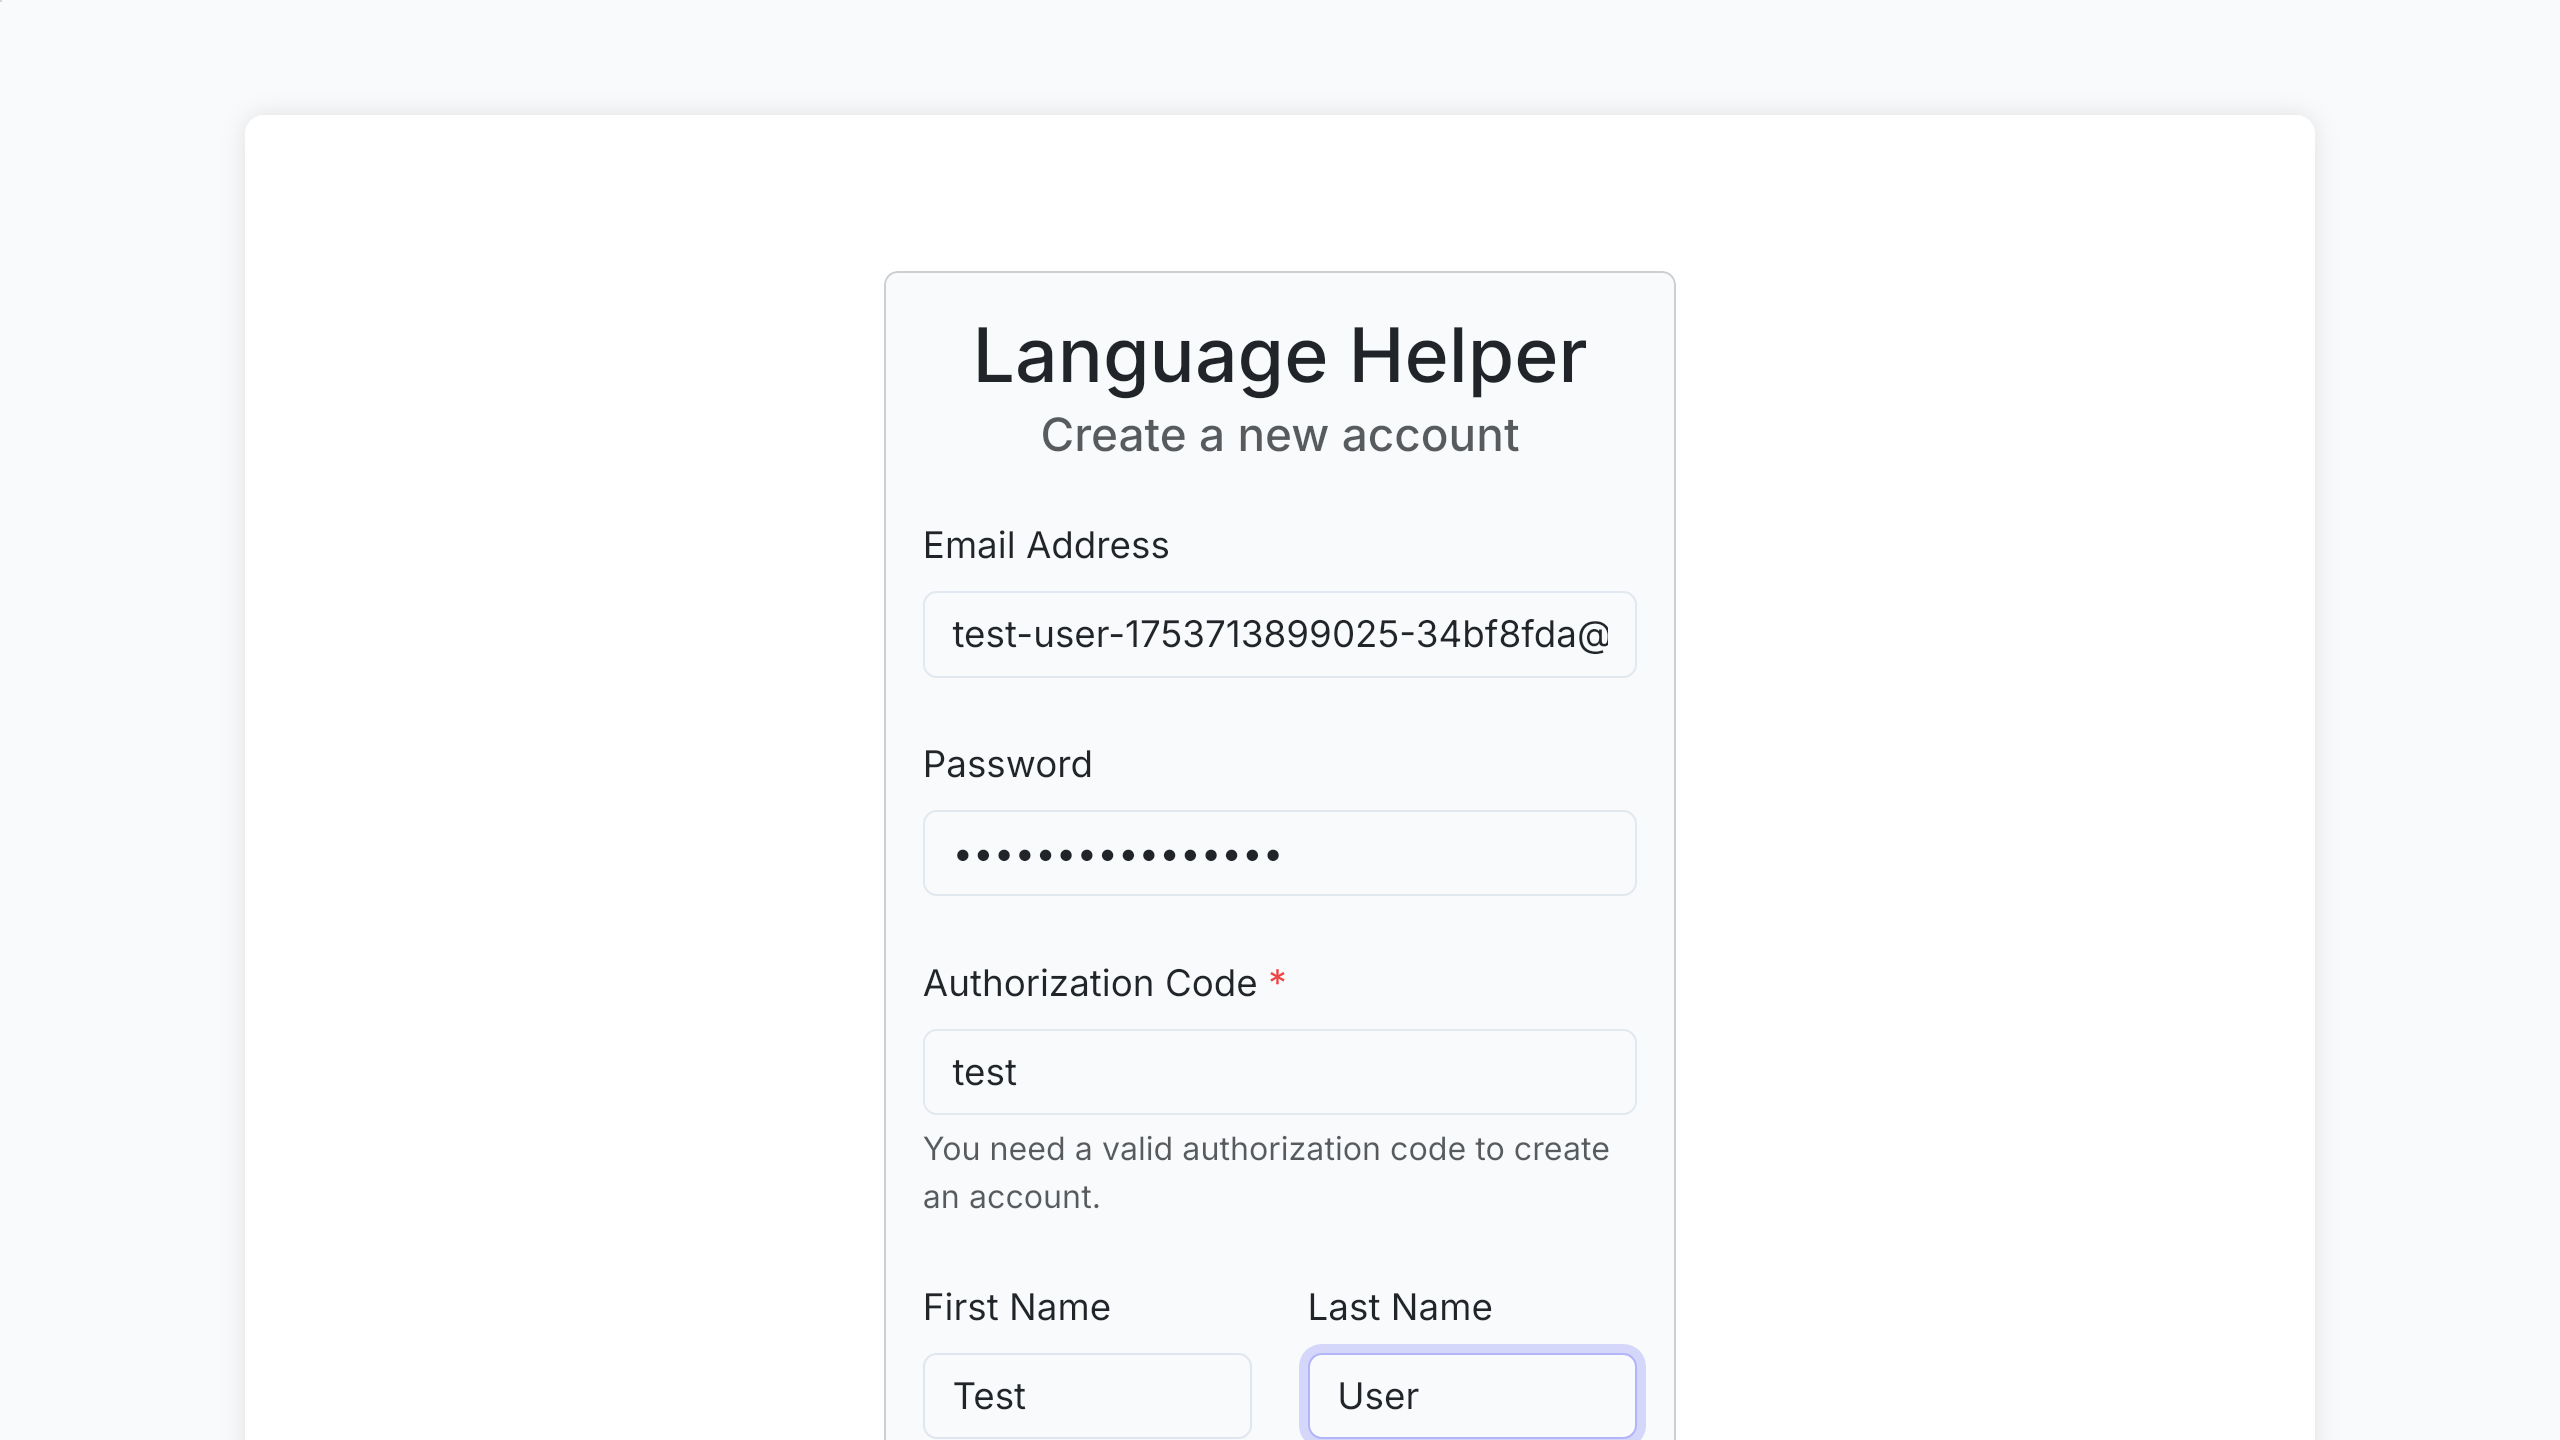 Language Helper
Create a new account
Email Address
test-user-1753713899025-34bf8fda@
Password
••••••••••••••••
Authorization Code *
test
You need a valid authorization code to create
an account.
First Name Last Name
Test User